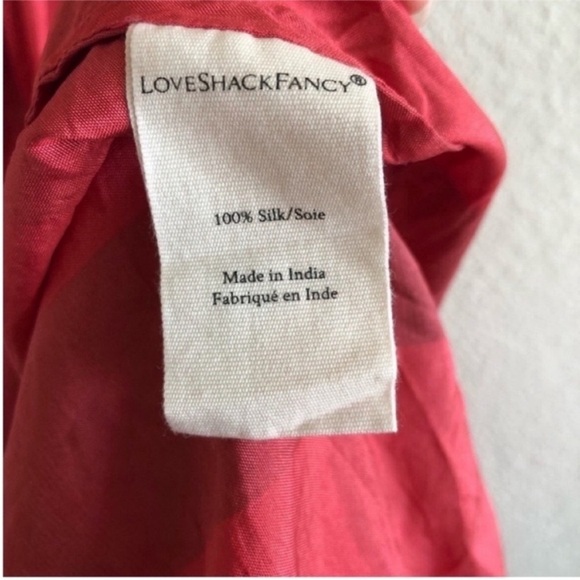 LOVESHACKFANCY®
100% Silk/Soie
Made in India
Fabriqué en Inde